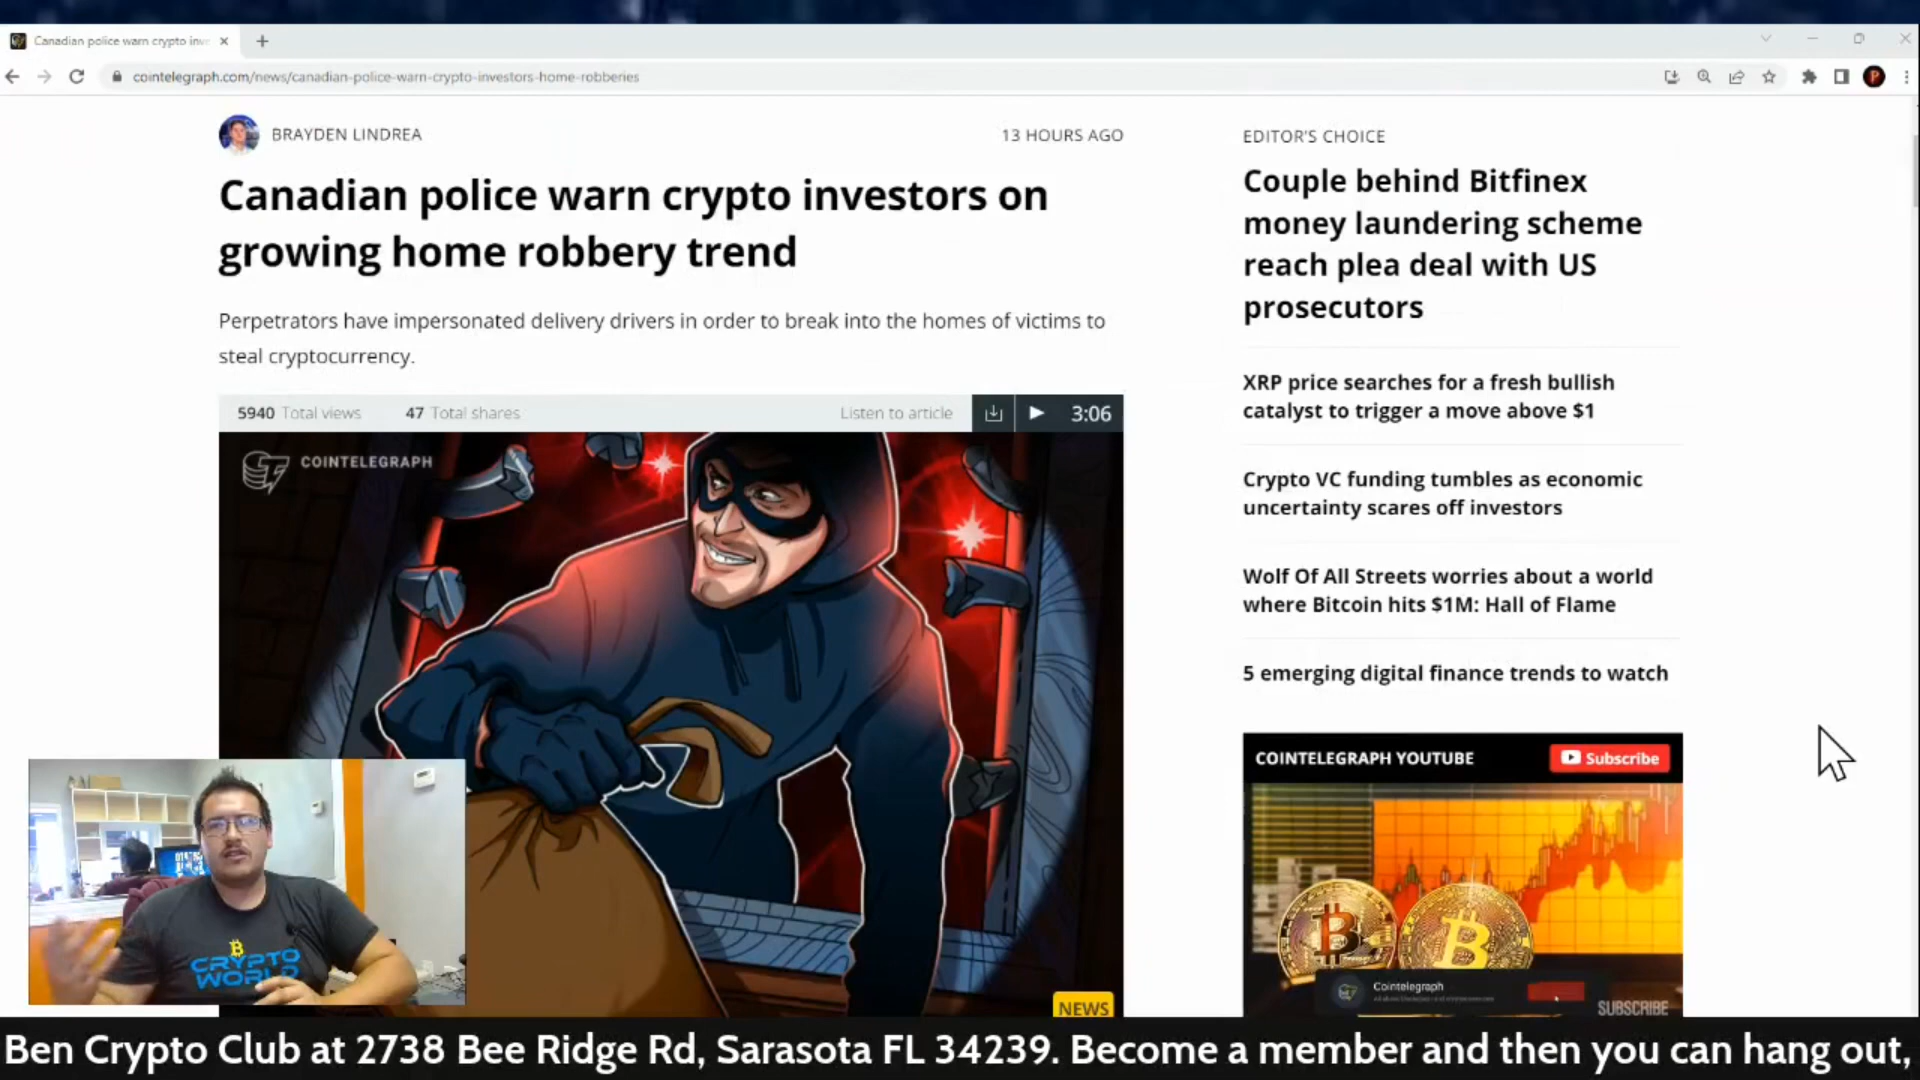 Canadian police warn crypto inv
cointelegraph.com/news/canadian-police-warn-crypto-investors-home-robberies
BRAYDEN LINDREA
13 HOURS AGO
Canadian police warn crypto investors on
growing home robbery trend
Perpetrators have impersonated delivery drivers in order to break into the homes of victims to
steal cryptocurrency.
5940 Total views 47 Total shares Listen to article 3:06
COINTELEGRAPH
NEWS
EDITOR'S CHOICE
Couple behind Bitfinex
money laundering scheme
reach plea deal with US
prosecutors
XRP price searches for a fresh bullish
catalyst to trigger a move above $1
Crypto VC funding tumbles as economic
uncertainty scares off investors
Wolf Of All Streets worries about a world
where Bitcoin hits $1M: Hall of Flame
5 emerging digital finance trends to watch
COINTELEGRAPH YOUTUBE Subscribe
Cointelegraph
SUBSCRIBE
CRYPTO
WORLD
Ben Crypto Club at 2738 Bee Ridge Rd, Sarasota FL 34239. Become a member and then you can hang out,